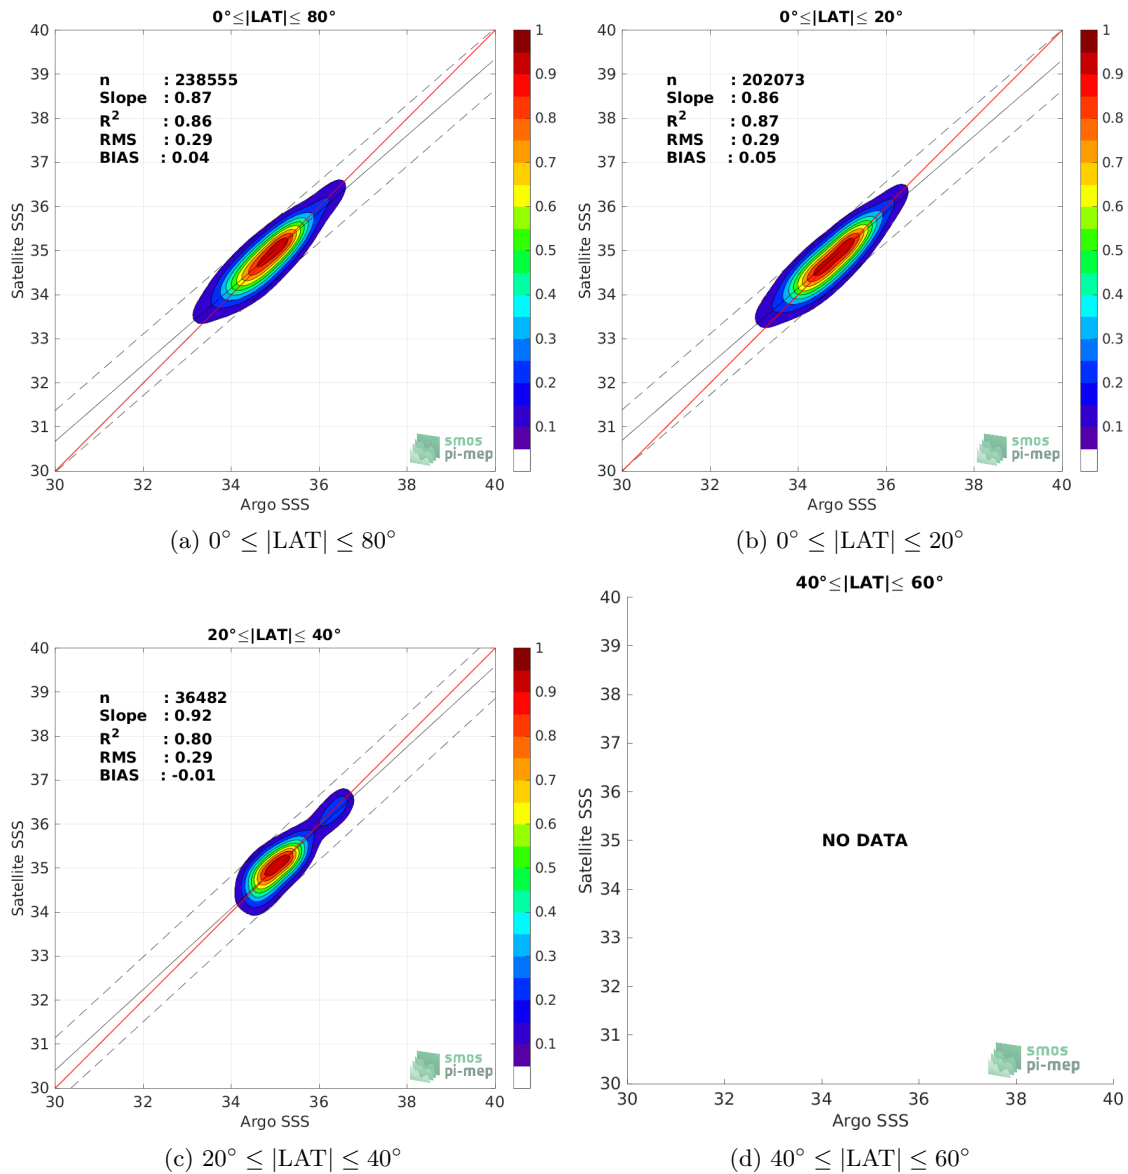 0°≤|LAT|≤ 80°
n : 238555
Slope : 0.87
R² : 0.86
RMS : 0.29
BIAS : 0.04
40
39
38
37
36
35
34
33
32
31
30
30 32 34 36 38 40
Satellite SSS
Argo SSS
1
0.9
0.8
0.7
0.6
0.5
0.4
0.3
0.2
0.1
smos
pi-mep
(a) 0° ≤ |LAT| ≤ 80°
0°≤|LAT|≤ 20°
n : 202073
Slope : 0.86
R² : 0.87
RMS : 0.29
BIAS : 0.05
40
39
38
37
36
35
34
33
32
31
30
30 32 34 36 38 40
Satellite SSS
Argo SSS
1
0.9
0.8
0.7
0.6
0.5
0.4
0.3
0.2
0.1
smos
pi-mep
(b) 0° ≤ |LAT| ≤ 20°
20°≤|LAT|≤ 40°
n : 36482
Slope : 0.92
R² : 0.80
RMS : 0.29
BIAS : -0.01
40
39
38
37
36
35
34
33
32
31
30
30 32 34 36 38 40
Satellite SSS
Argo SSS
1
0.9
0.8
0.7
0.6
0.5
0.4
0.3
0.2
0.1
smos
pi-mep
(c) 20° ≤ |LAT| ≤ 40°
40°≤|LAT|≤ 60°
40
39
38
37
36
35
34
33
32
31
30
30 32 34 36 38 40
Satellite SSS
Argo SSS
NO DATA
smos
pi-mep
(d) 40° ≤ |LAT| ≤ 60°